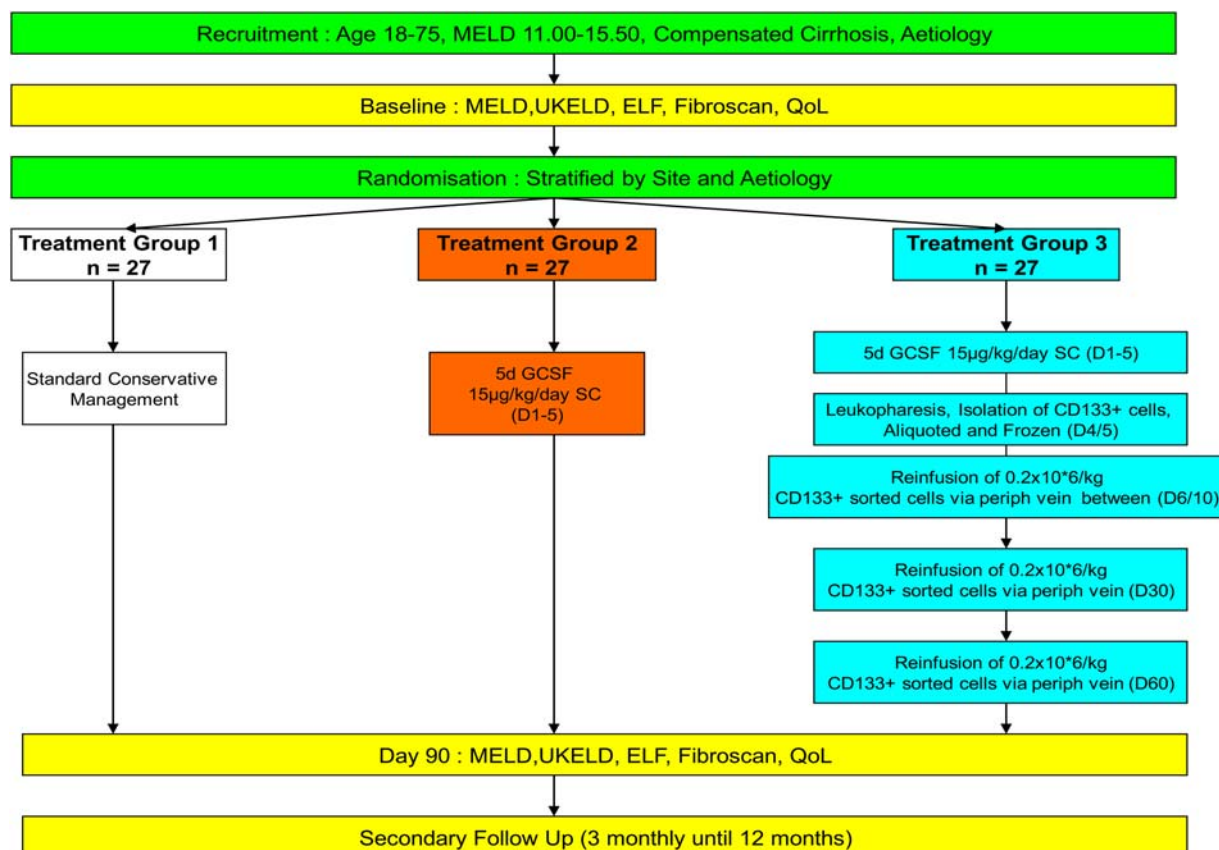 Recruitment : Age 18-75, MELD 11.00-15.50, Compensated Cirrhosis, Aetiology
Baseline : MELD,UKELD, ELF, Fibroscan, QoL
Randomisation : Stratified by Site and Aetiology
Treatment Group 1
n = 27
Treatment Group 2
n = 27
Treatment Group 3
n = 27
Standard Conservative
Management
5d GCSF
15µg/kg/day SC
(D1-5)
5d GCSF 15µg/kg/day SC (D1-5)
Leukopharesis, Isolation of CD133+ cells,
Aliquoted and Frozen (D4/5)
Reinfusion of 0.2x10*6/kg
CD133+ sorted cells via periph vein between (D6/10)
Reinfusion of 0.2x10*6/kg
CD133+ sorted cells via periph vein (D30)
Reinfusion of 0.2x10*6/kg
CD133+ sorted cells via periph vein (D60)
Day 90 : MELD,UKELD, ELF, Fibroscan, QoL
Secondary Follow Up (3 monthly until 12 months)